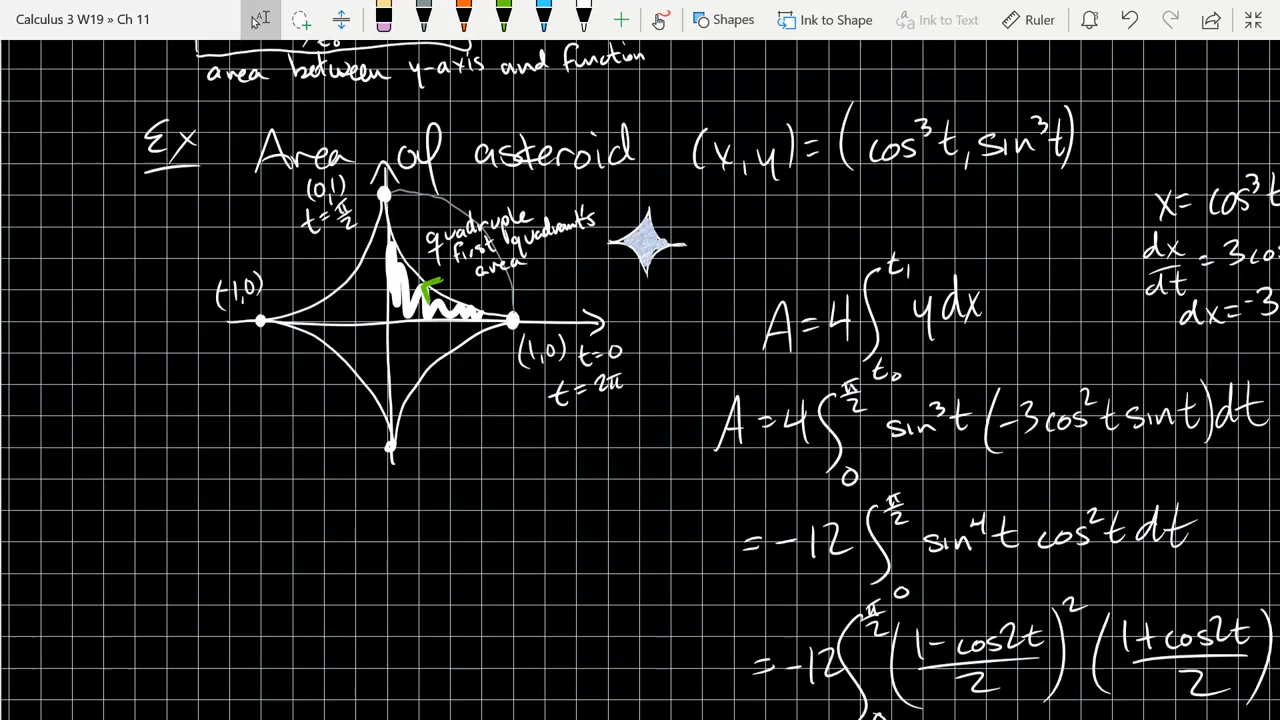 Calculus 3 W19 » Ch 11
Shapes
Ink to Shape
Ink to Text
Ruler
area between y-axis and function
Ex Area of asteroid (x,y) = (cos³t, sin³t)
(0,1)
t = π/2
quadruple
first quadrant's
area
(-1,0)
(1,0) t=0
t = 2π
x = cos³t
dx/dt = 3cos
dx = -3
A = 4 ∫_{t₀}^{t₁} y dx
A = 4 ∫_0^{π/2} sin³t (-3cos²t sin t) dt
= -12 ∫_0^{π/2} sin⁴t cos²t dt
= -12 ∫_0^{π/2} ((1-cos2t)/2)² ((1+cos2t)/2)